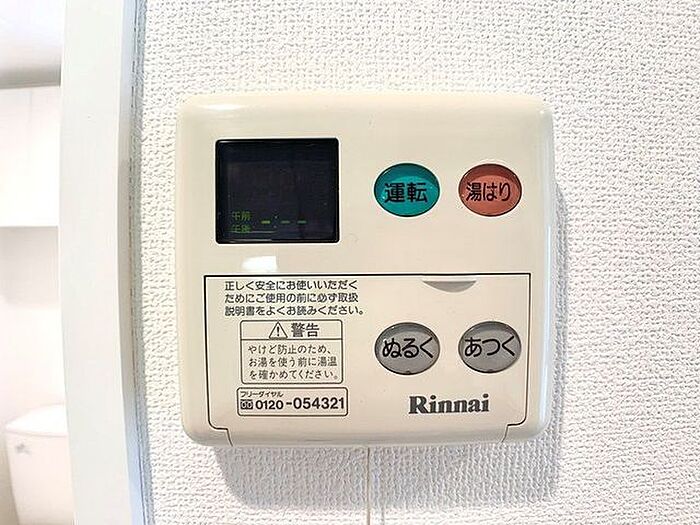 午前
午後
-:--
運転
湯はり
正しく安全にお使いいただく
ためにご使用の前に必ず取扱
説明書をよくお読みください。
警告
やけど防止のため、
お湯を使う前に湯温
を確かめてください。
フリーダイヤル
0120-054321
ぬるく
あつく
Rinnai